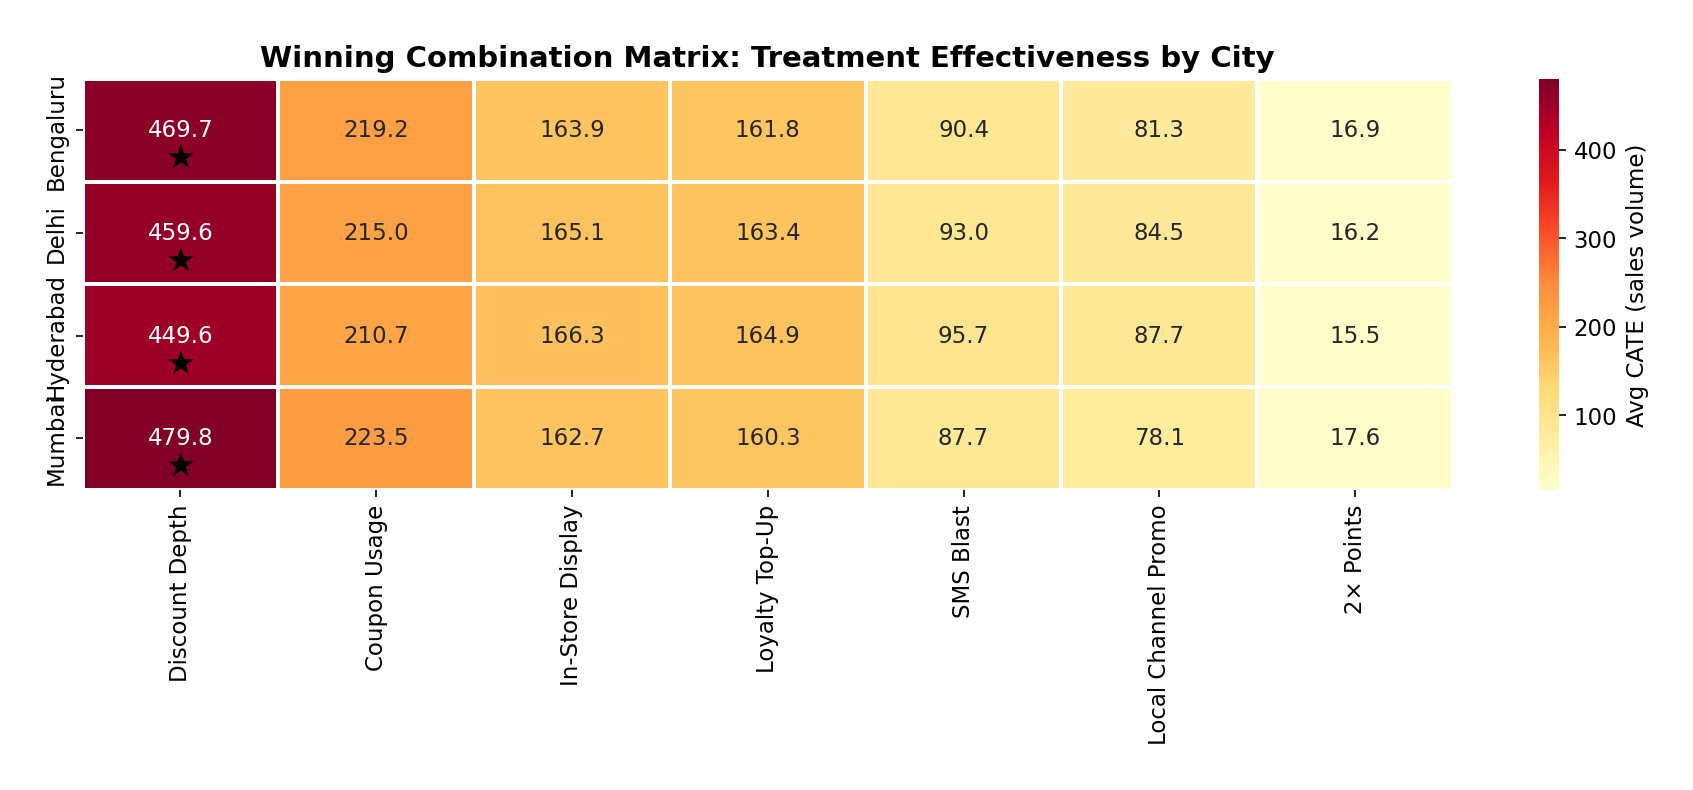 Winning Combination Matrix: Treatment Effectiveness by City
Bengaluru
469.7
219.2
163.9
161.8
90.4
81.3
16.9
Delhi
459.6
215.0
165.1
163.4
93.0
84.5
16.2
Hyderabad
449.6
210.7
166.3
164.9
95.7
87.7
15.5
Mumbai
479.8
223.5
162.7
160.3
87.7
78.1
17.6
Discount Depth
Coupon Usage
In-Store Display
Loyalty Top-Up
SMS Blast
Local Channel Promo
2× Points
400
300
200
100
Avg CATE (sales volume)